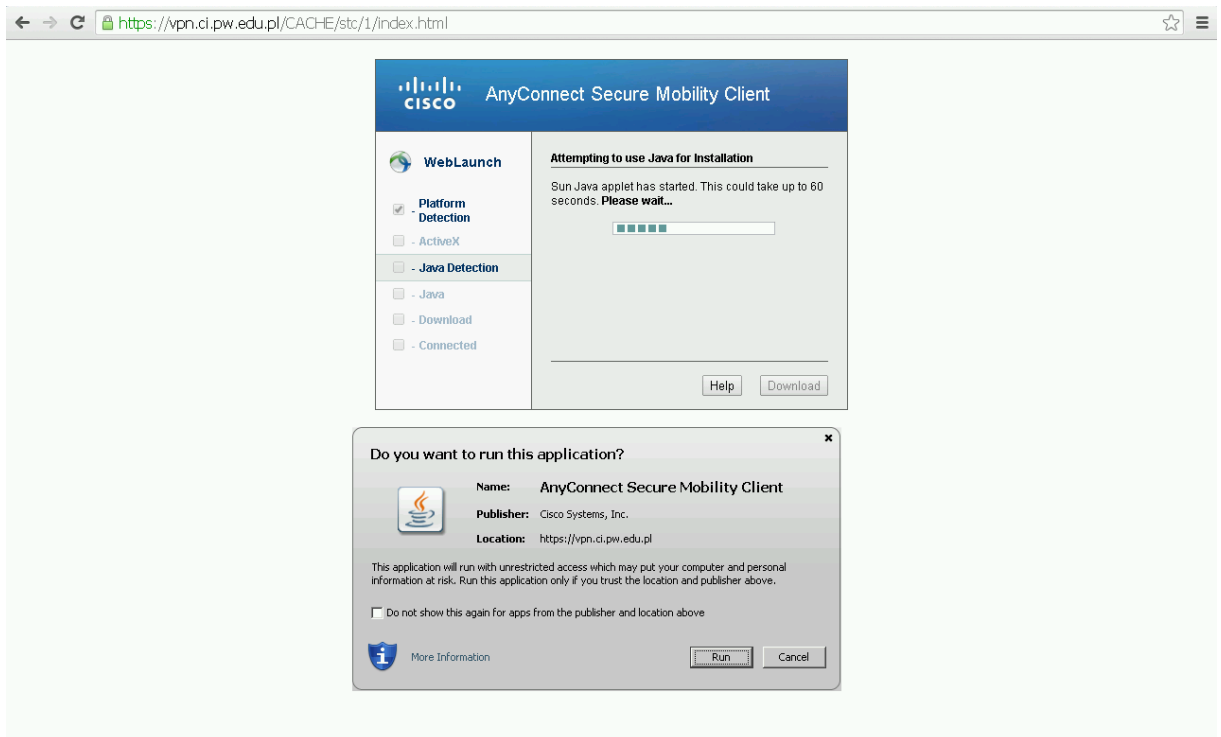 https://vpn.ci.pw.edu.pl/CACHE/stc/1/index.html
CISCO
AnyConnect Secure Mobility Client
WebLaunch
- Platform
Detection
- ActiveX
- Java Detection
- Java
- Download
- Connected
Attempting to use Java for Installation
Sun Java applet has started. This could take up to 60
seconds. Please wait...
Help
Download
Do you want to run this application?
Name: AnyConnect Secure Mobility Client
Publisher: Cisco Systems, Inc.
Location: https://vpn.ci.pw.edu.pl
This application will run with unrestricted access which may put your computer and personal
information at risk. Run this application only if you trust the location and publisher above.
Do not show this again for apps from the publisher and location above
More Information
Run
Cancel